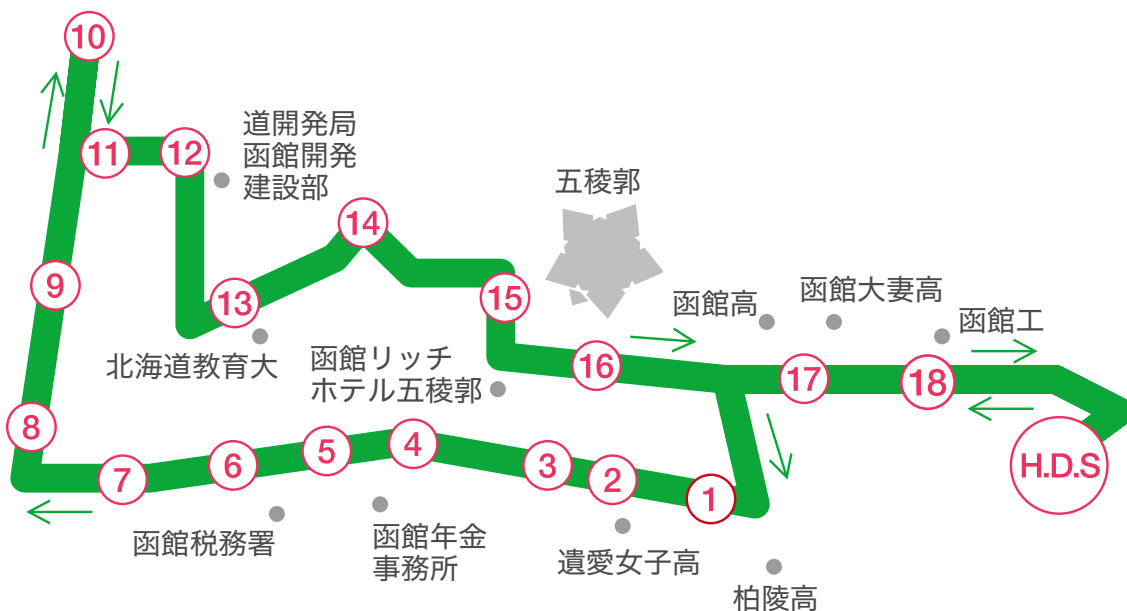 10
11
12
道開発局
函館開発
建設部
五稜郭
14
9
13
15
函館高
函館大妻高
函館工
北海道教育大
函館リッチ
ホテル五稜郭
16
17
18
8
7
6
5
4
3
2
1
H.D.S
函館税務署
函館年金
事務所
遺愛女子高
柏陵高